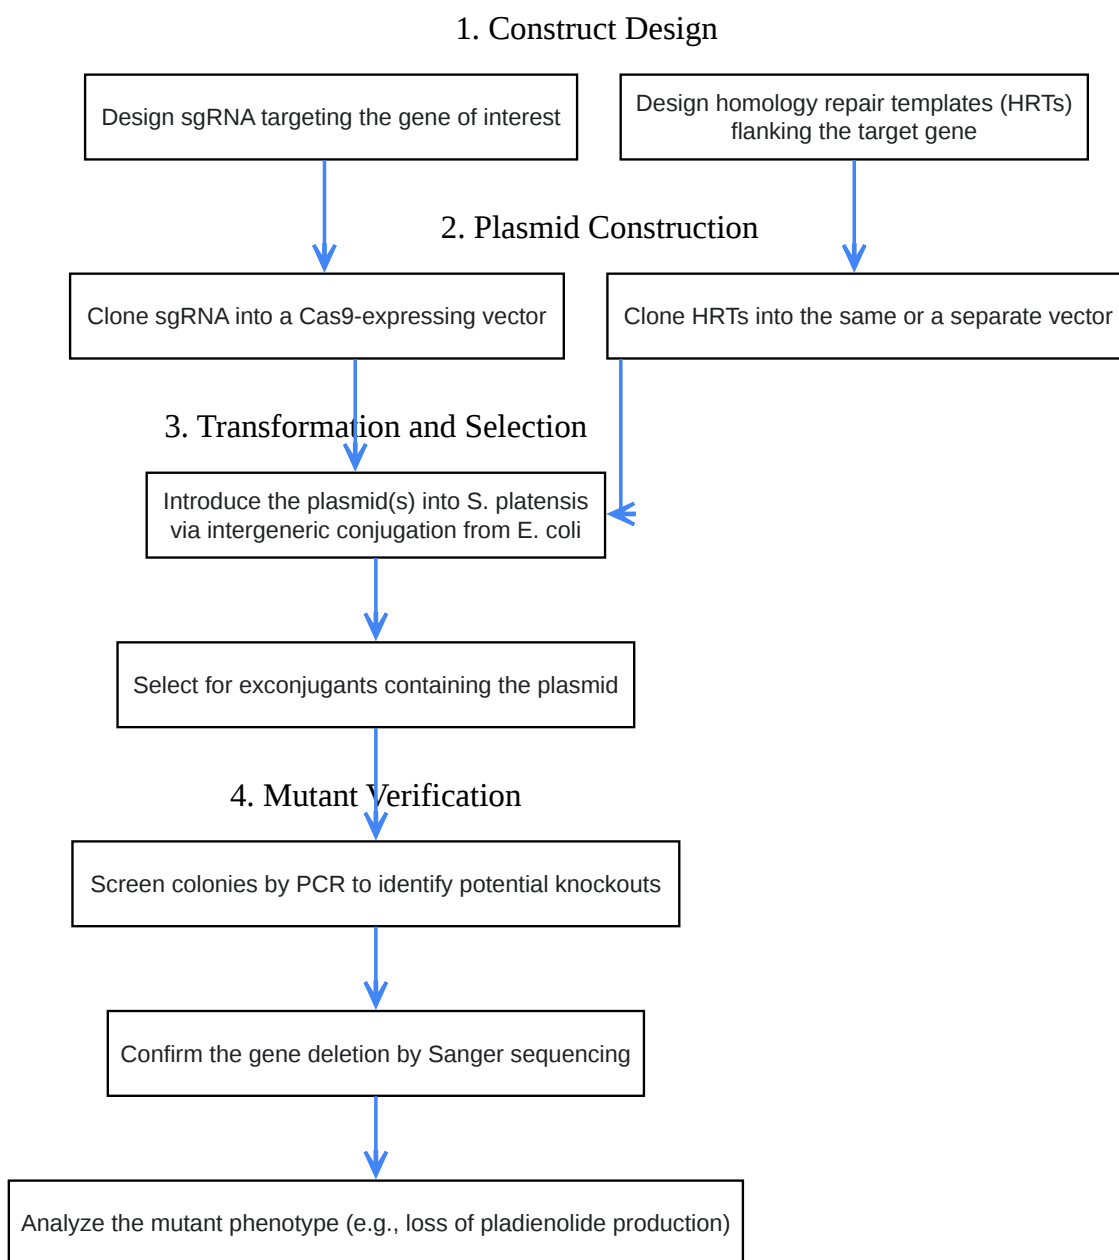 1. Construct Design
Design sgRNA targeting the gene of interest
Design homology repair templates (HRTs)
flanking the target gene
2. Plasmid Construction
Clone sgRNA into a Cas9-expressing vector
Clone HRTs into the same or a separate vector
3. Transformation and Selection
Introduce the plasmid(s) into S. platensis
via intergeneric conjugation from E. coli
Select for exconjugants containing the plasmid
4. Mutant Verification
Screen colonies by PCR to identify potential knockouts
Confirm the gene deletion by Sanger sequencing
Analyze the mutant phenotype (e.g., loss of pladienolide production)